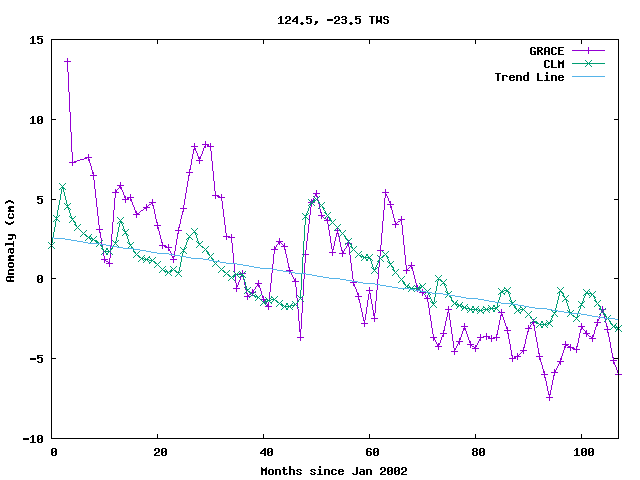 124.5, -23.5 TWS
GRACE
CLM
Trend Line
15
10
5
0
-5
-10
Anomaly (cm)
0 20 40 60 80 100
Months since Jan 2002